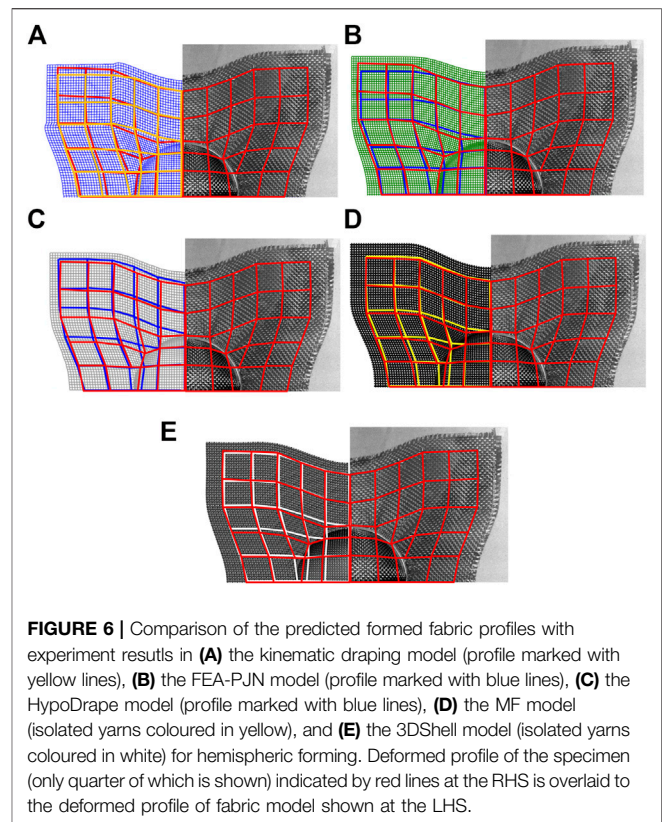 A
B
C
D
E
FIGURE 6 | Comparison of the predicted formed fabric profiles with
experiment resutls in (A) the kinematic draping model (profile marked with
yellow lines), (B) the FEA-PJN model (profile marked with blue lines), (C) the
HypoDrape model (profile marked with blue lines), (D) the MF model
(isolated yarns coloured in yellow), and (E) the 3DShell model (isolated yarns
coloured in white) for hemispheric forming. Deformed profile of the specimen
(only quarter of which is shown) indicated by red lines at the RHS is overlaid to
the deformed profile of fabric model shown at the LHS.